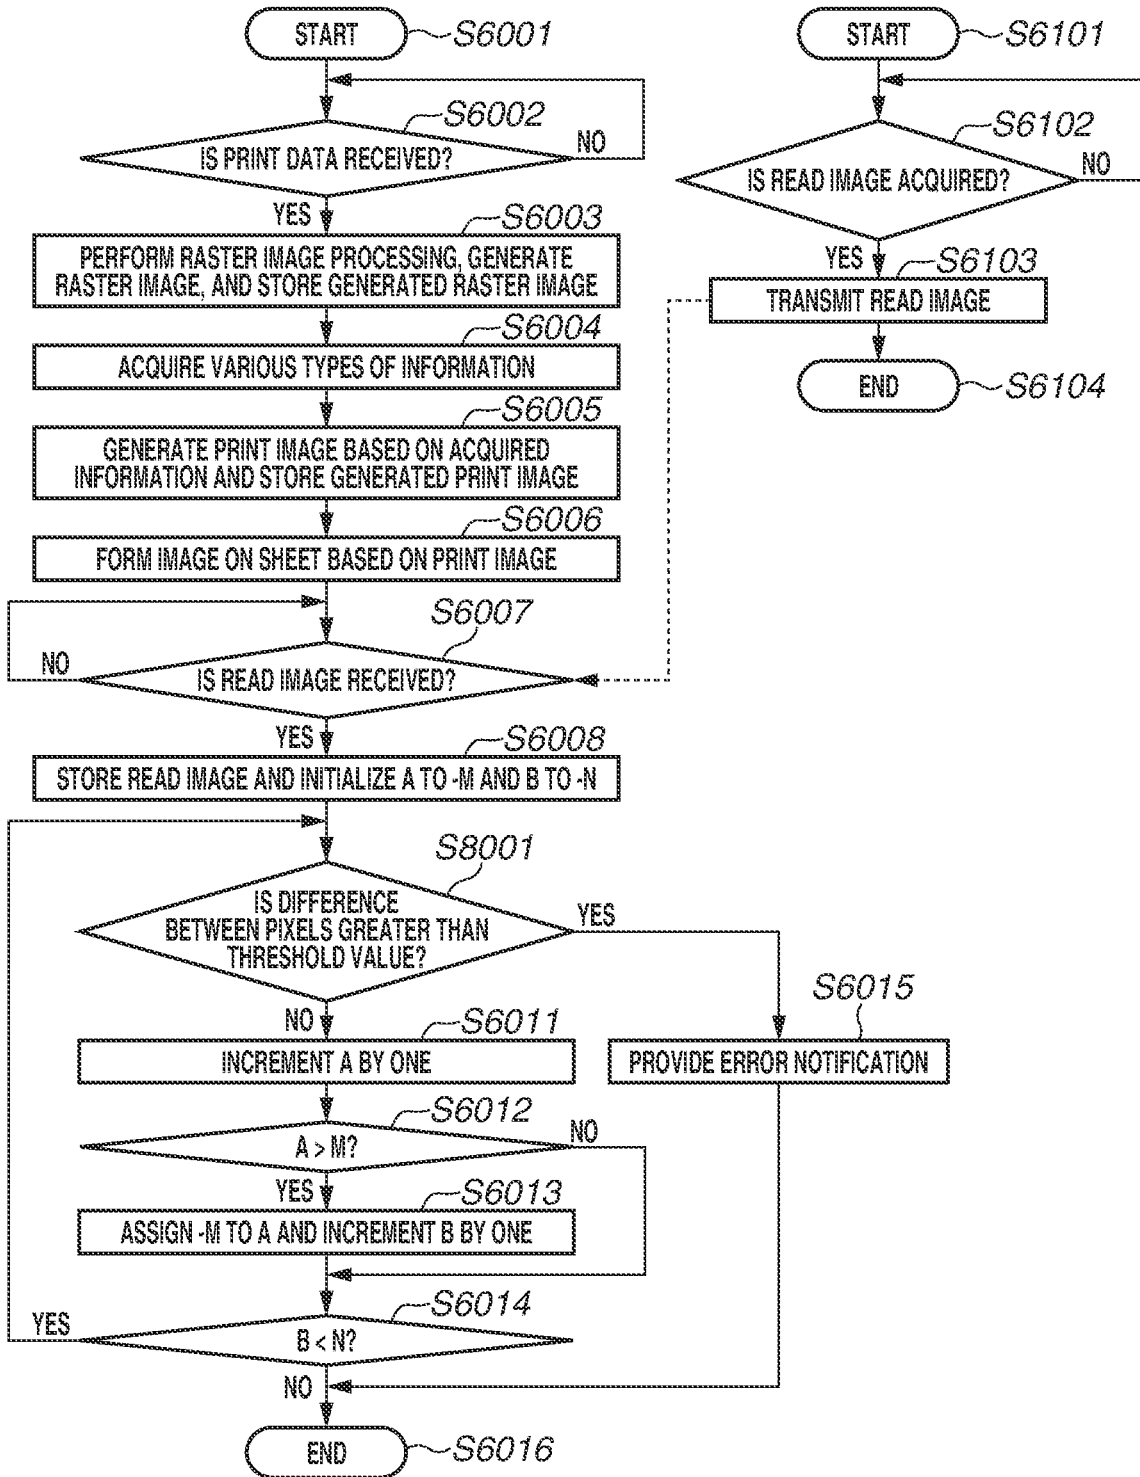 START
S6001
S6002
IS PRINT DATA RECEIVED?
NO
YES
S6003
PERFORM RASTER IMAGE PROCESSING, GENERATE
RASTER IMAGE, AND STORE GENERATED RASTER IMAGE
S6004
ACQUIRE VARIOUS TYPES OF INFORMATION
S6005
GENERATE PRINT IMAGE BASED ON ACQUIRED
INFORMATION AND STORE GENERATED PRINT IMAGE
S6006
FORM IMAGE ON SHEET BASED ON PRINT IMAGE
S6007
NO
IS READ IMAGE RECEIVED?
YES
S6008
STORE READ IMAGE AND INITIALIZE A TO -M AND B TO -N
S8001
IS DIFFERENCE
BETWEEN PIXELS GREATER THAN
THRESHOLD VALUE?
YES
NO
S6011
INCREMENT A BY ONE
S6015
PROVIDE ERROR NOTIFICATION
S6012
A > M?
NO
YES
S6013
ASSIGN -M TO A AND INCREMENT B BY ONE
S6014
YES
B < N?
NO
END
S6016
START
S6101
S6102
IS READ IMAGE ACQUIRED?
NO
YES
S6103
TRANSMIT READ IMAGE
END
S6104